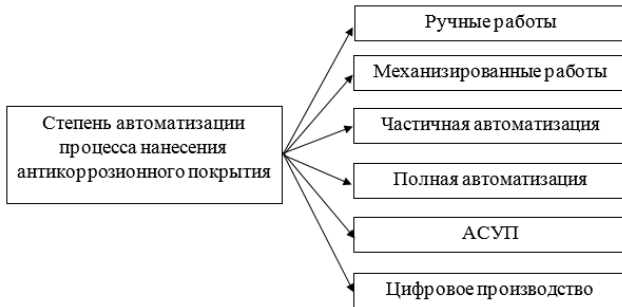 Степень автоматизации
процесса нанесения
антикоррозионного покрытия
Ручные работы
Механизированные работы
Частичная автоматизация
Полная автоматизация
АСУП
Цифровое производство